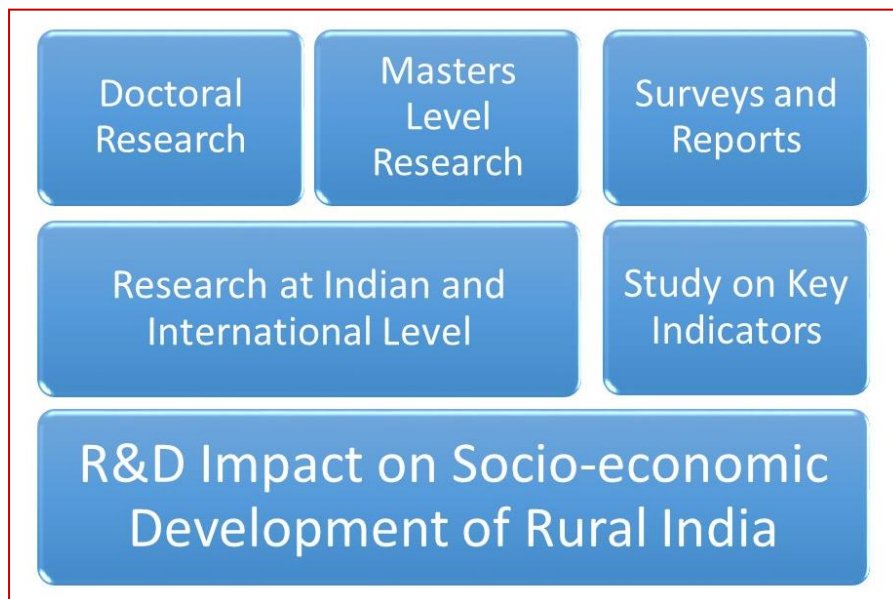 Doctoral
Research
Masters
Level
Research
Surveys and
Reports
Research at Indian and
International Level
Study on Key
Indicators
R&D Impact on Socio-economic
Development of Rural India